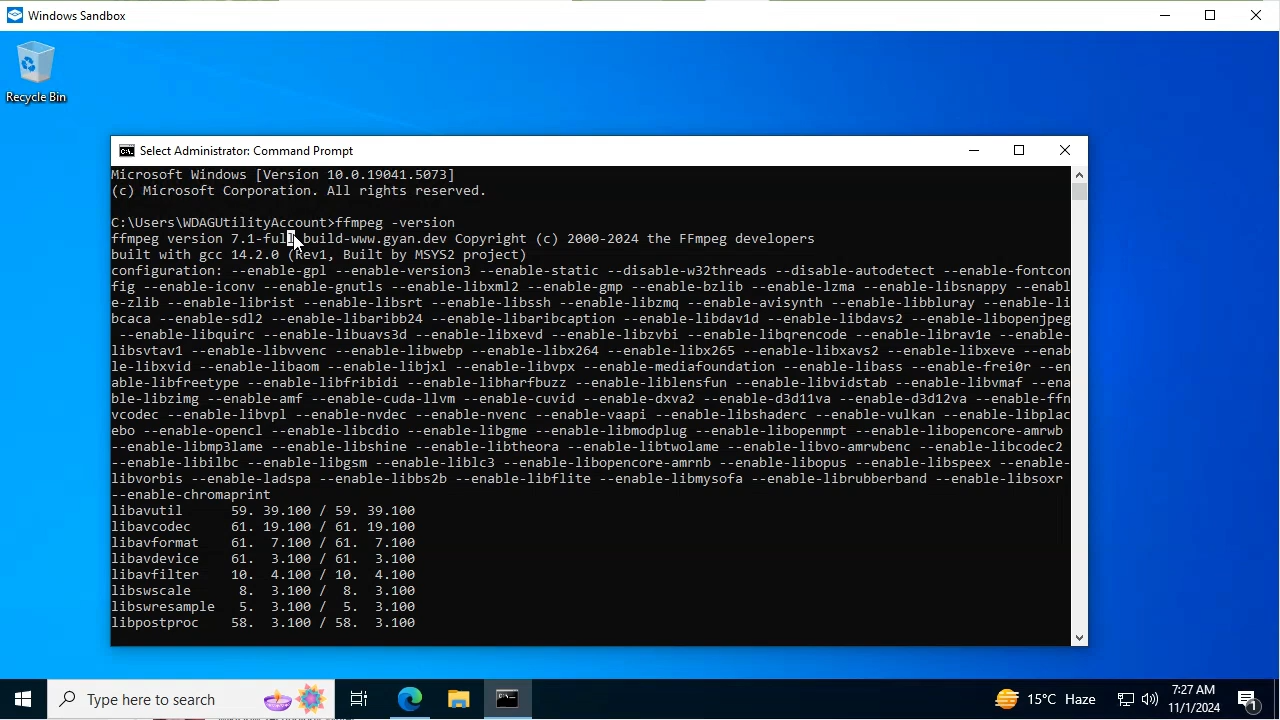 Windows Sandbox
Recycle Bin
Select Administrator: Command Prompt
Microsoft Windows [Version 10.0.19041.5073]
(c) Microsoft Corporation. All rights reserved.
C:\Users\WDAGUtilityAccount>ffmpeg -version
ffmpeg version 7.1-full_build-www.gyan.dev Copyright (c) 2000-2024 the FFmpeg developers
built with gcc 14.2.0 (Rev1, Built by MSYS2 project)
configuration: --enable-gpl --enable-version3 --enable-static --disable-w32threads --disable-autodetect --enable-fontcon
fig --enable-iconv --enable-gnutls --enable-libxml2 --enable-gmp --enable-bzlib --enable-lzma --enable-libsnappy --enabl
e-zlib --enable-librist --enable-libsrt --enable-libssh --enable-libzmq --enable-avisynth --enable-libbluray --enable-li
bcaca --enable-sdl2 --enable-libaribb24 --enable-libaribcaption --enable-libdav1d --enable-libdavs2 --enable-libopenjpeg
--enable-libquirc --enable-libuavs3d --enable-libxevd --enable-libzvbi --enable-libqrencode --enable-librav1e --enable-
libsvtav1 --enable-libvvenc --enable-libwebp --enable-libx264 --enable-libx265 --enable-libxavs2 --enable-libxeve --enab
le-libxvid --enable-libaom --enable-libjxl --enable-libvpx --enable-mediafoundation --enable-libass --enable-frei0r --en
able-libfreetype --enable-libfribidi --enable-libharfbuzz --enable-liblensfun --enable-libvidstab --enable-libvmaf --ena
ble-libzimg --enable-amf --enable-cuda-llvm --enable-cuvid --enable-dxva2 --enable-d3d11va --enable-d3d12va --enable-ffn
vcodec --enable-libvpl --enable-nvdec --enable-nvenc --enable-vaapi --enable-libshaderc --enable-vulkan --enable-libplac
ebo --enable-opencl --enable-libcdio --enable-libgme --enable-libmodplug --enable-libopenmpt --enable-libopencore-amrwb
--enable-libmp3lame --enable-libshine --enable-libtheora --enable-libtwolame --enable-libvo-amrwbenc --enable-libcodec2
--enable-libilbc --enable-libgsm --enable-liblc3 --enable-libopencore-amrnb --enable-libopus --enable-libspeex --enable-
libvorbis --enable-ladspa --enable-libbs2b --enable-libflite --enable-libmysofa --enable-librubberband --enable-libsoxr
--enable-chromaprint
libavutil      59. 39.100 / 59. 39.100
libavcodec     61. 19.100 / 61. 19.100
libavformat    61.  7.100 / 61.  7.100
libavdevice    61.  3.100 / 61.  3.100
libavfilter    10.  4.100 / 10.  4.100
libswscale      8.  3.100 /  8.  3.100
libswresample   5.  3.100 /  5.  3.100
libpostproc    58.  3.100 / 58.  3.100
Type here to search
15°C Haze
7:27 AM
11/1/2024
1